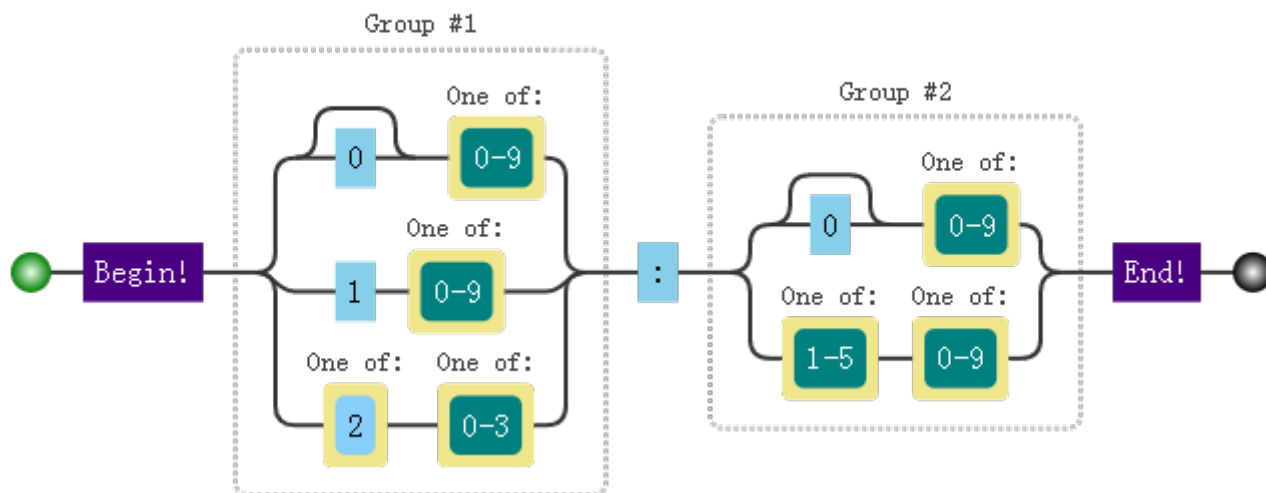 Group #1
One of:
0
0-9
One of:
1
0-9
One of:
One of:
2
0-3
Begin!
:
Group #2
One of:
0
0-9
One of:
One of:
1-5
0-9
End!